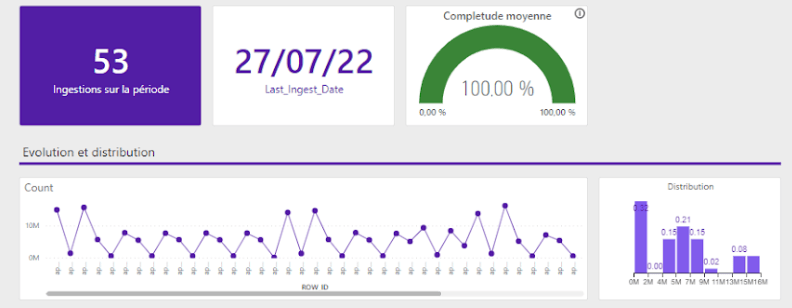 53
Ingestions sur la période
27/07/22
Last_Ingest_Date
Completude moyenne
100,00 %
0,00 %
100,00 %
Evolution et distribution
Count
10M
0M
ROW ID
Distribution
0.32
0.00
0.15
0.21
0.15
0.02
0.08
0M 2M 4M 5M 7M 9M 11M 13M 15M 16M